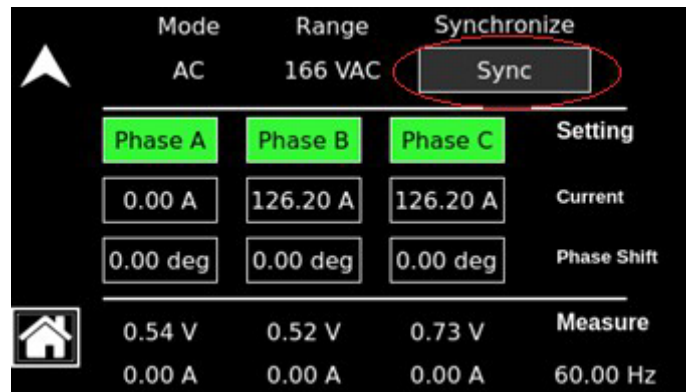 Mode Range Synchronize
AC 166 VAC Sync
Phase A Phase B Phase C Setting
0.00 A 126.20 A 126.20 A Current
0.00 deg 0.00 deg 0.00 deg Phase Shift
0.54 V 0.52 V 0.73 V Measure
0.00 A 0.00 A 0.00 A 60.00 Hz